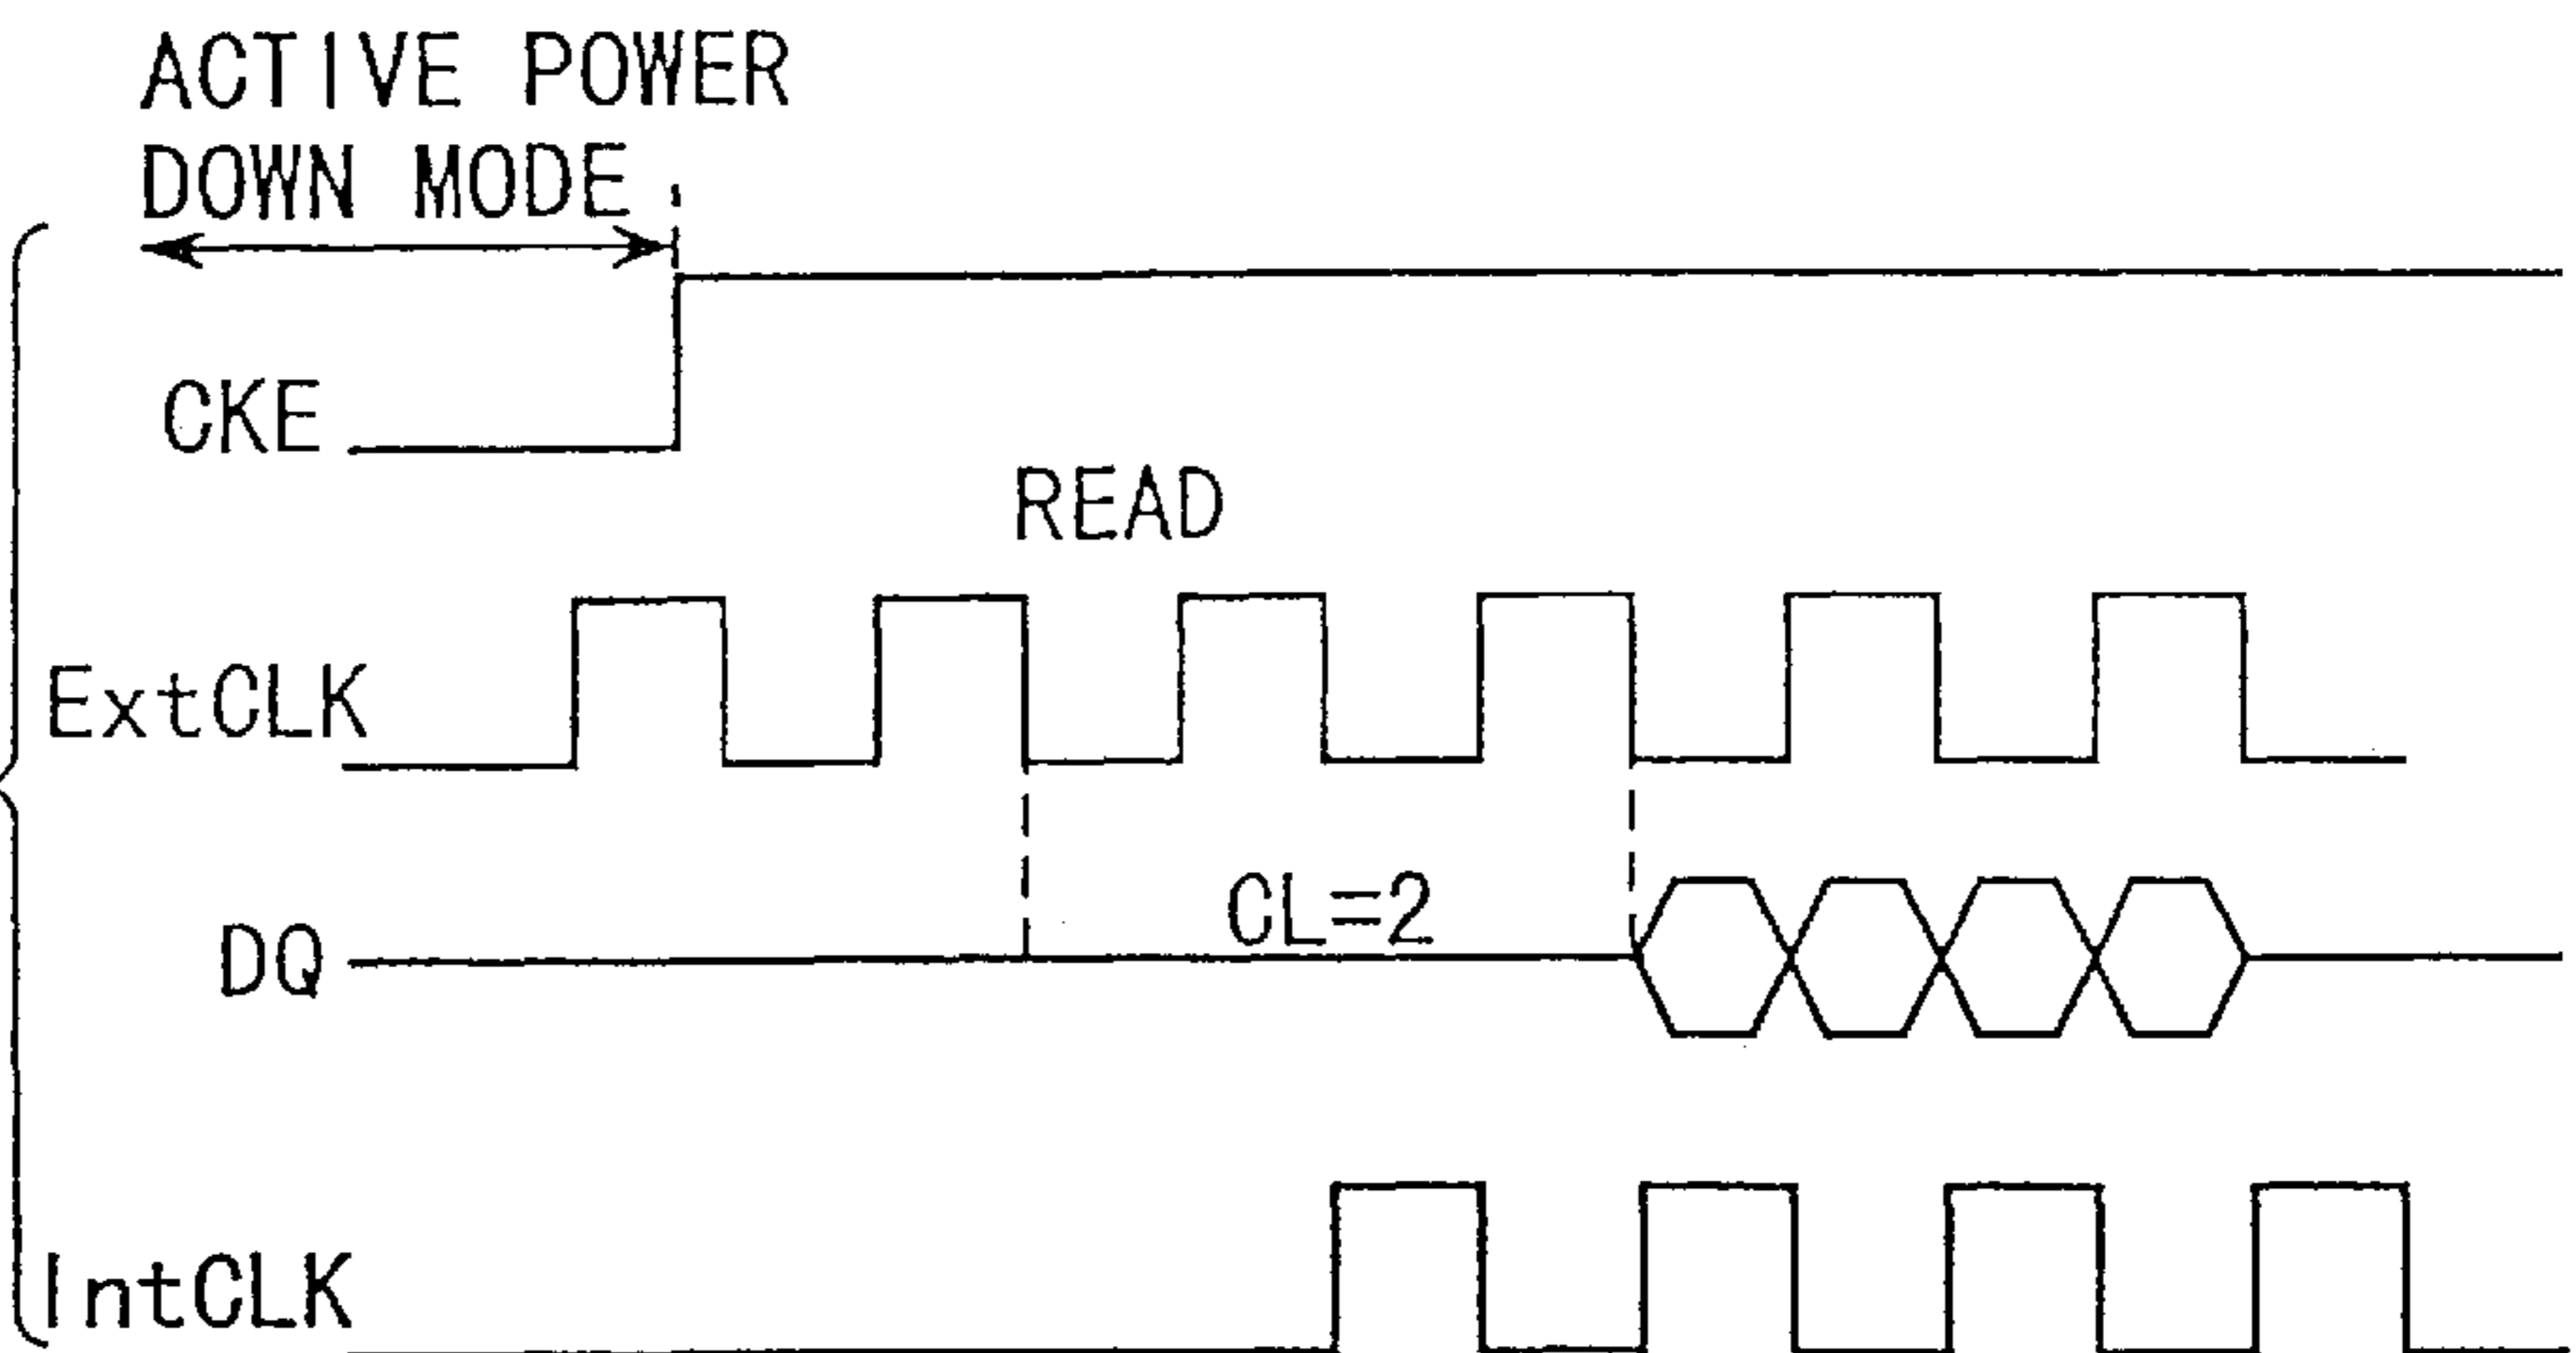 ACTIVE POWER
DOWN MODE
CKE
READ
ExtCLK
CL=2
DQ
IntCLK